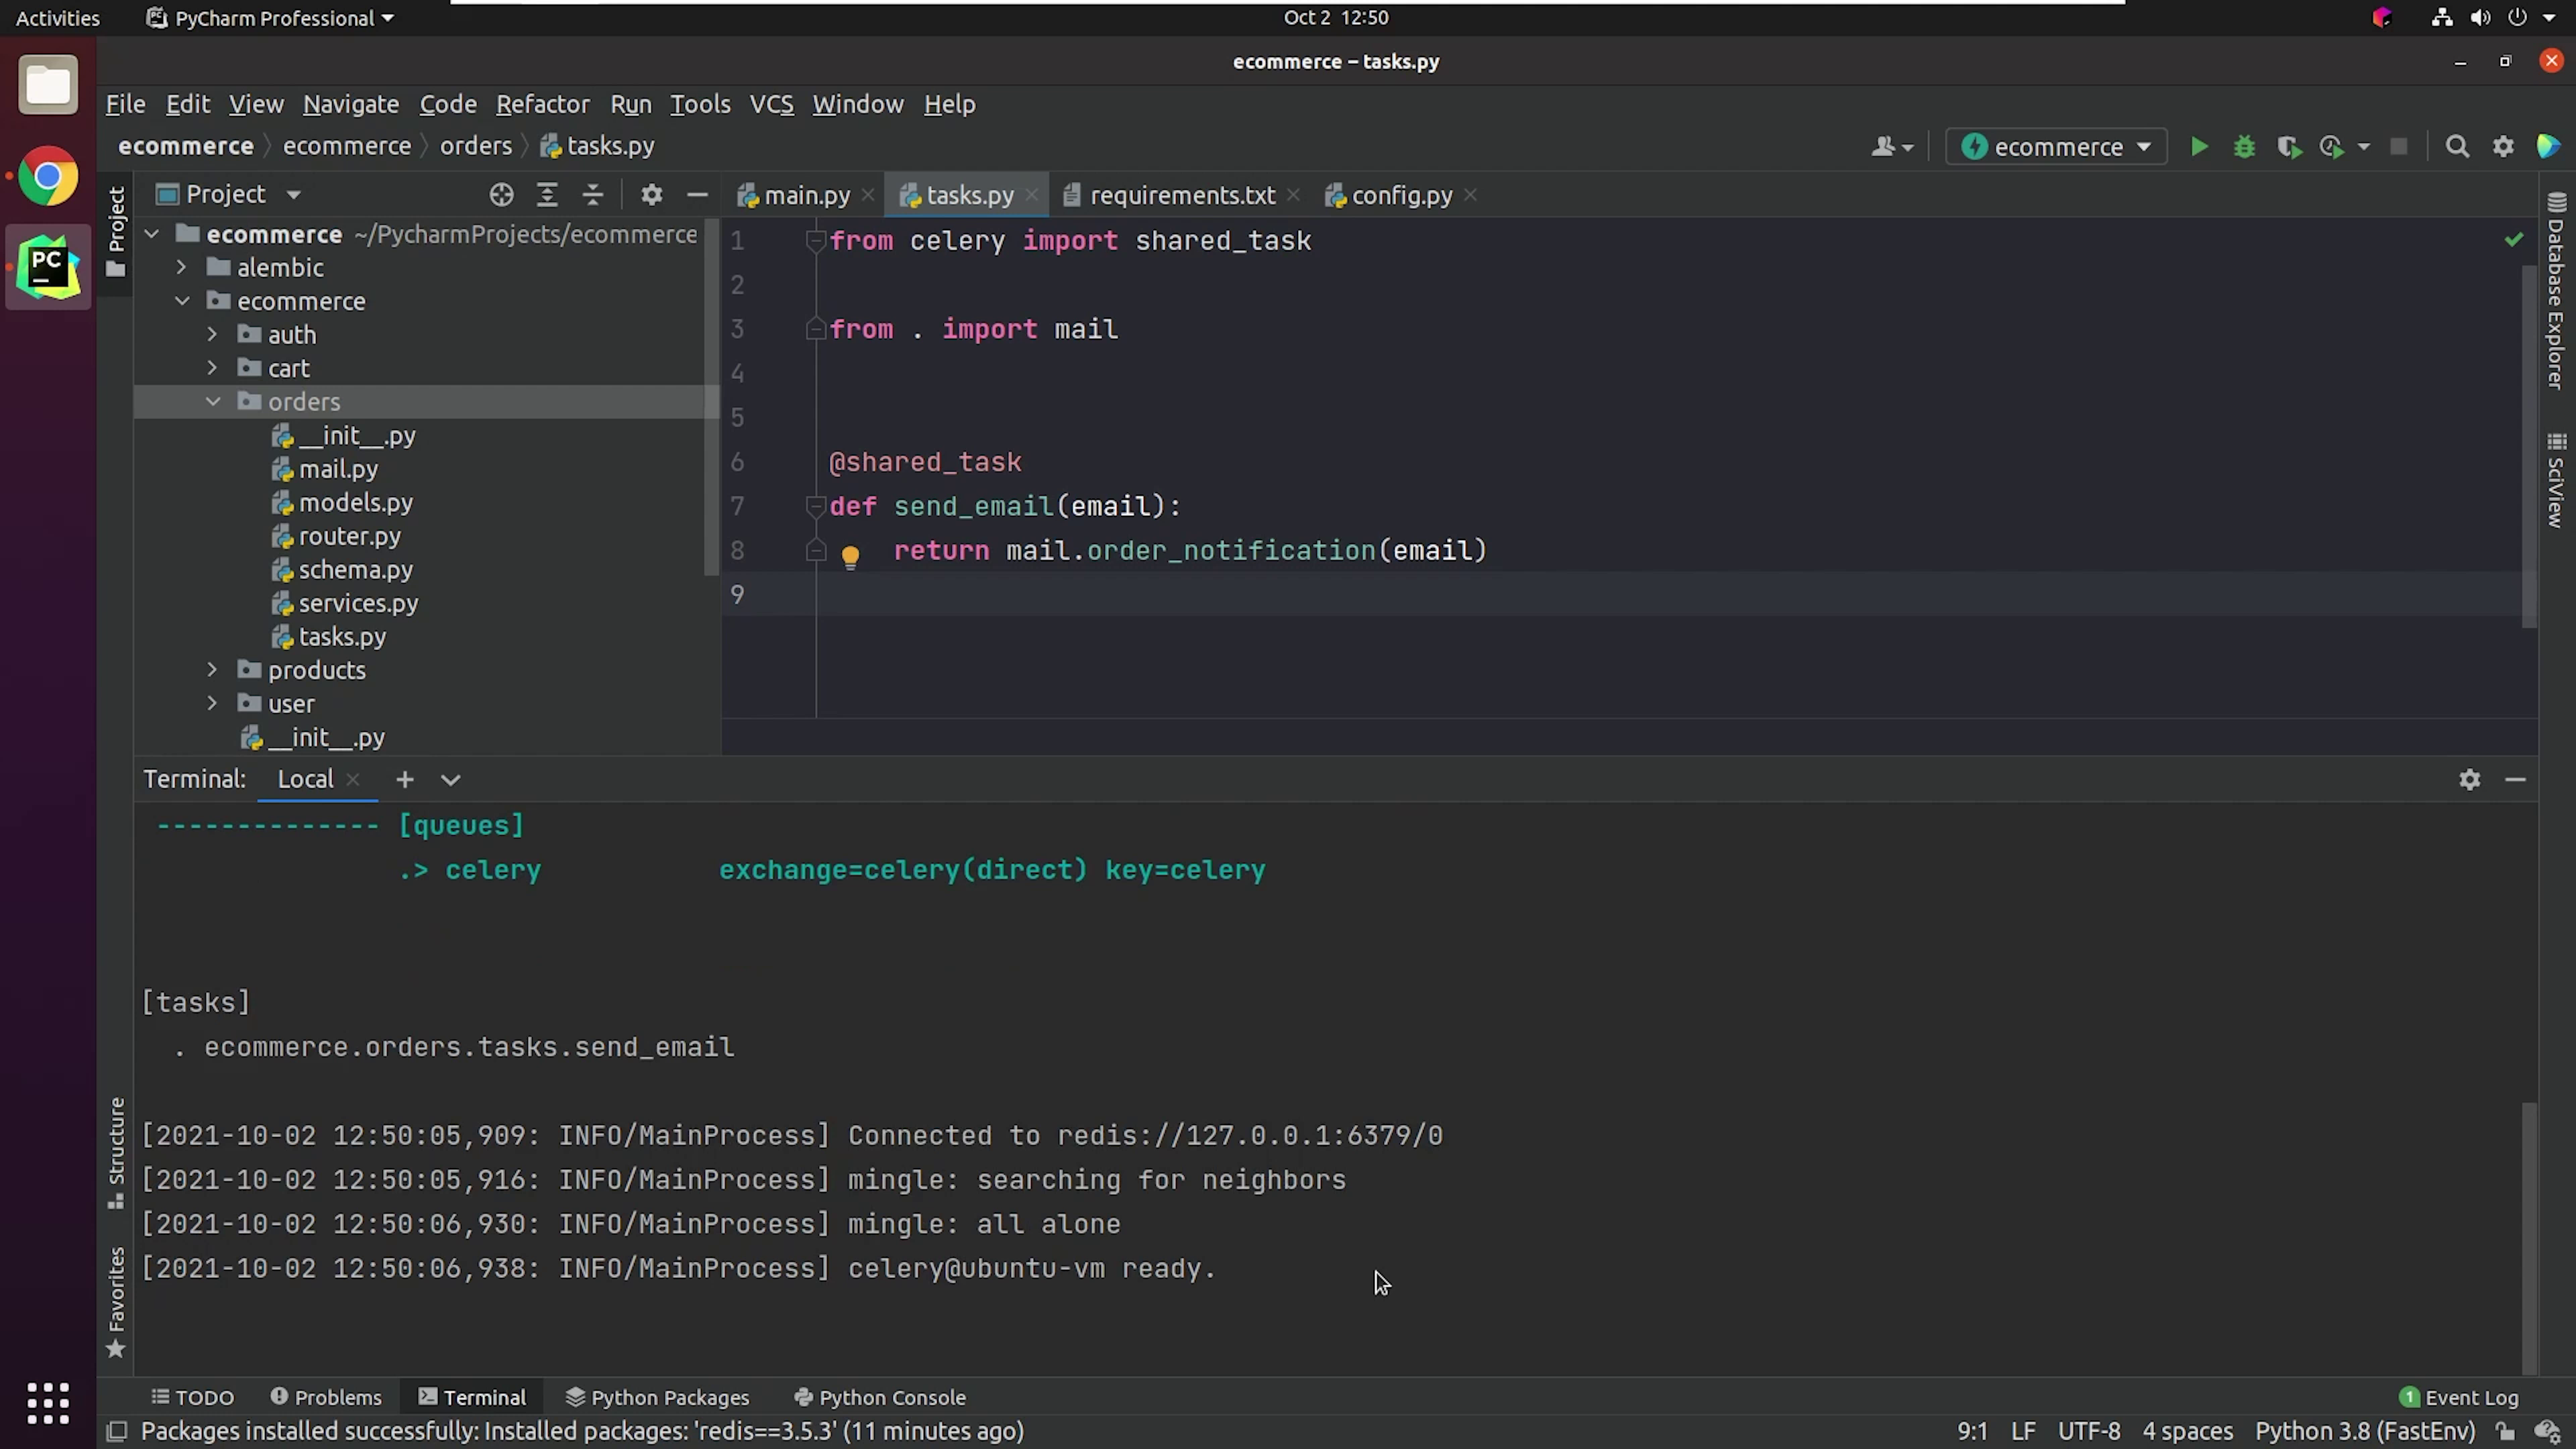 Activities PyCharm Professional Oct 2 12:50
ecommerce – tasks.py
File Edit View Navigate Code Refactor Run Tools VCS Window Help
ecommerce ecommerce orders tasks.py ecommerce
Project
main.py tasks.py requirements.txt config.py
Project
ecommerce ~/PycharmProjects/ecommerce
alembic
ecommerce
auth
cart
orders
__init__.py
mail.py
models.py
router.py
schema.py
services.py
tasks.py
products
user
__init__.py
1 from celery import shared_task
2
3 from . import mail
4
5
6 @shared_task
7 def send_email(email):
8 return mail.order_notification(email)
9
Database Explorer
SciView
Terminal: Local
-------------- [queues]
.> celery exchange=celery(direct) key=celery
[tasks]
. ecommerce.orders.tasks.send_email
[2021-10-02 12:50:05,909: INFO/MainProcess] Connected to redis://127.0.0.1:6379/0
[2021-10-02 12:50:05,916: INFO/MainProcess] mingle: searching for neighbors
[2021-10-02 12:50:06,930: INFO/MainProcess] mingle: all alone
[2021-10-02 12:50:06,938: INFO/MainProcess] celery@ubuntu-vm ready.
Structure
Favorites
TODO Problems Terminal Python Packages Python Console 1 Event Log
Packages installed successfully: Installed packages: 'redis==3.5.3' (11 minutes ago) 9:1 LF UTF-8 4 spaces Python 3.8 (FastEnv)
PC